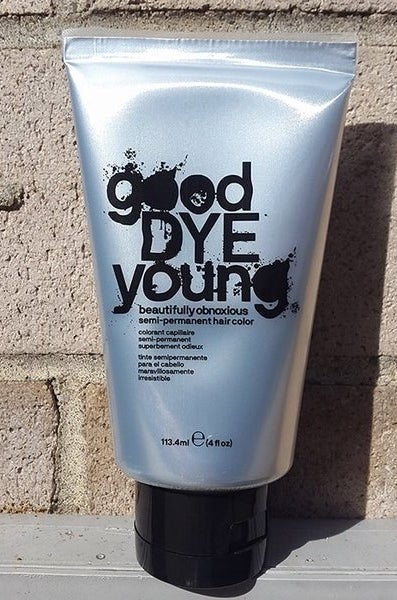 good
DYE
young
beautifully obnoxious
semi-permanent hair color
colorant capillaire
semi-permanent
superbement odieux
tinte semipermanente
para el cabello
maravillosamente
irresistible
113.4ml ℮ (4 fl oz)